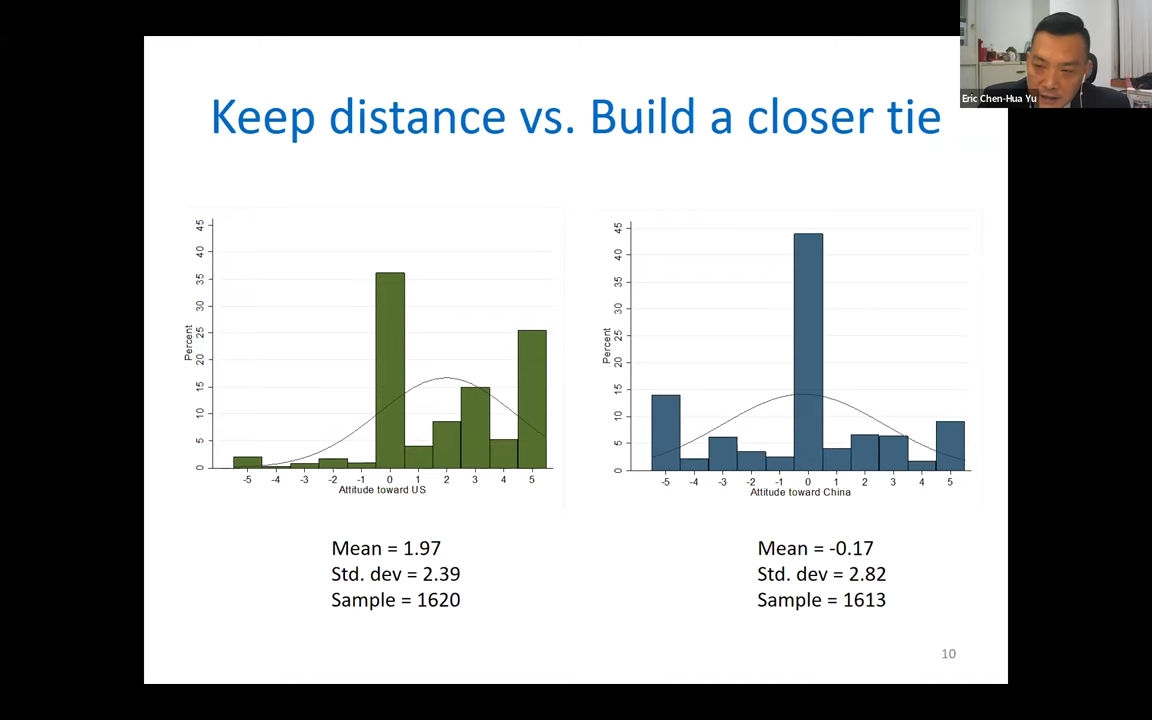 Eric Chen-Hua Yu
Keep distance vs. Build a closer tie
45
40
35
30
25
20
15
10
5
0
Percent
-5 -4 -3 -2 -1 0 1 2 3 4 5
Attitude toward US
45
40
35
30
25
20
15
10
5
0
Percent
-5 -4 -3 -2 -1 0 1 2 3 4 5
Attitude toward China
Mean = 1.97
Std. dev = 2.39
Sample = 1620
Mean = -0.17
Std. dev = 2.82
Sample = 1613
10